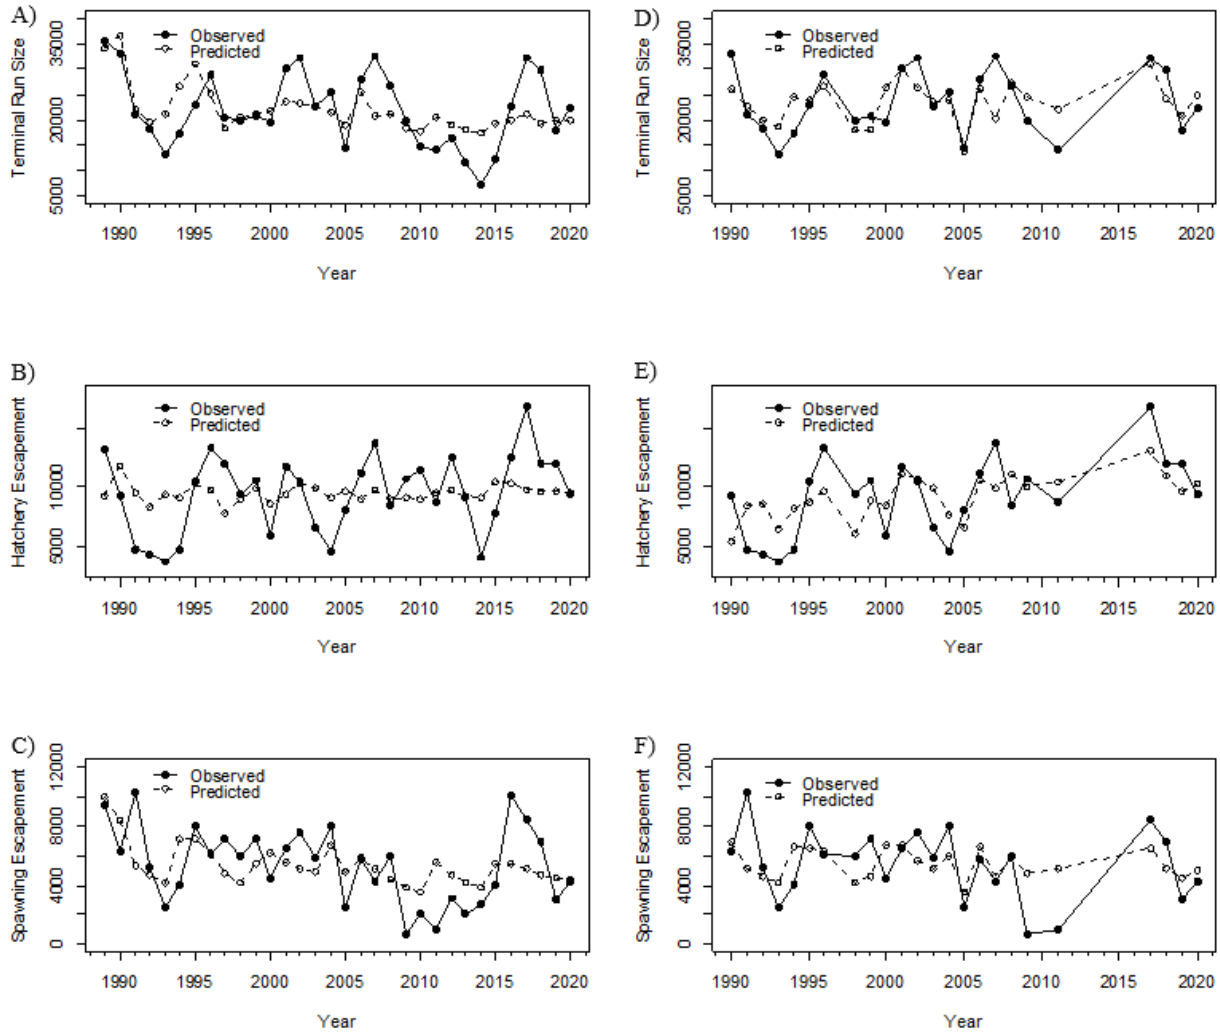 A)
Terminal Run Size
35000
20000
5000
Observed
Predicted
1990 1995 2000 2005 2010 2015 2020
Year
B)
Hatchery Escapement
10000
5000
Observed
Predicted
1990 1995 2000 2005 2010 2015 2020
Year
C)
Spawning Escapement
12000
8000
4000
0
Observed
Predicted
1990 1995 2000 2005 2010 2015 2020
Year
D)
Terminal Run Size
35000
20000
5000
Observed
Predicted
1990 1995 2000 2005 2010 2015 2020
Year
E)
Hatchery Escapement
10000
5000
Observed
Predicted
1990 1995 2000 2005 2010 2015 2020
Year
F)
Spawning Escapement
12000
8000
4000
0
Observed
Predicted
1990 1995 2000 2005 2010 2015 2020
Year